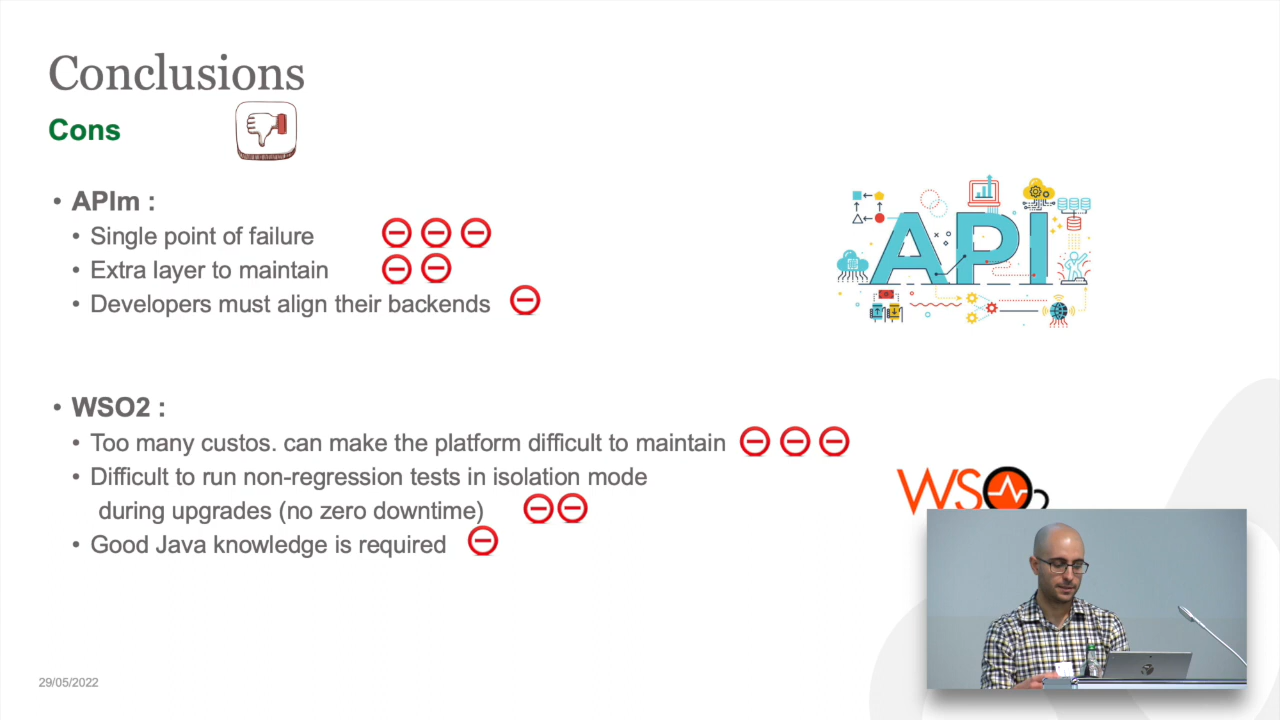 Conclusions
Cons
• APIm :
• Single point of failure
• Extra layer to maintain
• Developers must align their backends
API
• WSO2 :
• Too many custos. can make the platform difficult to maintain
• Difficult to run non-regression tests in isolation mode
during upgrades (no zero downtime)
• Good Java knowledge is required
WSO2
29/05/2022